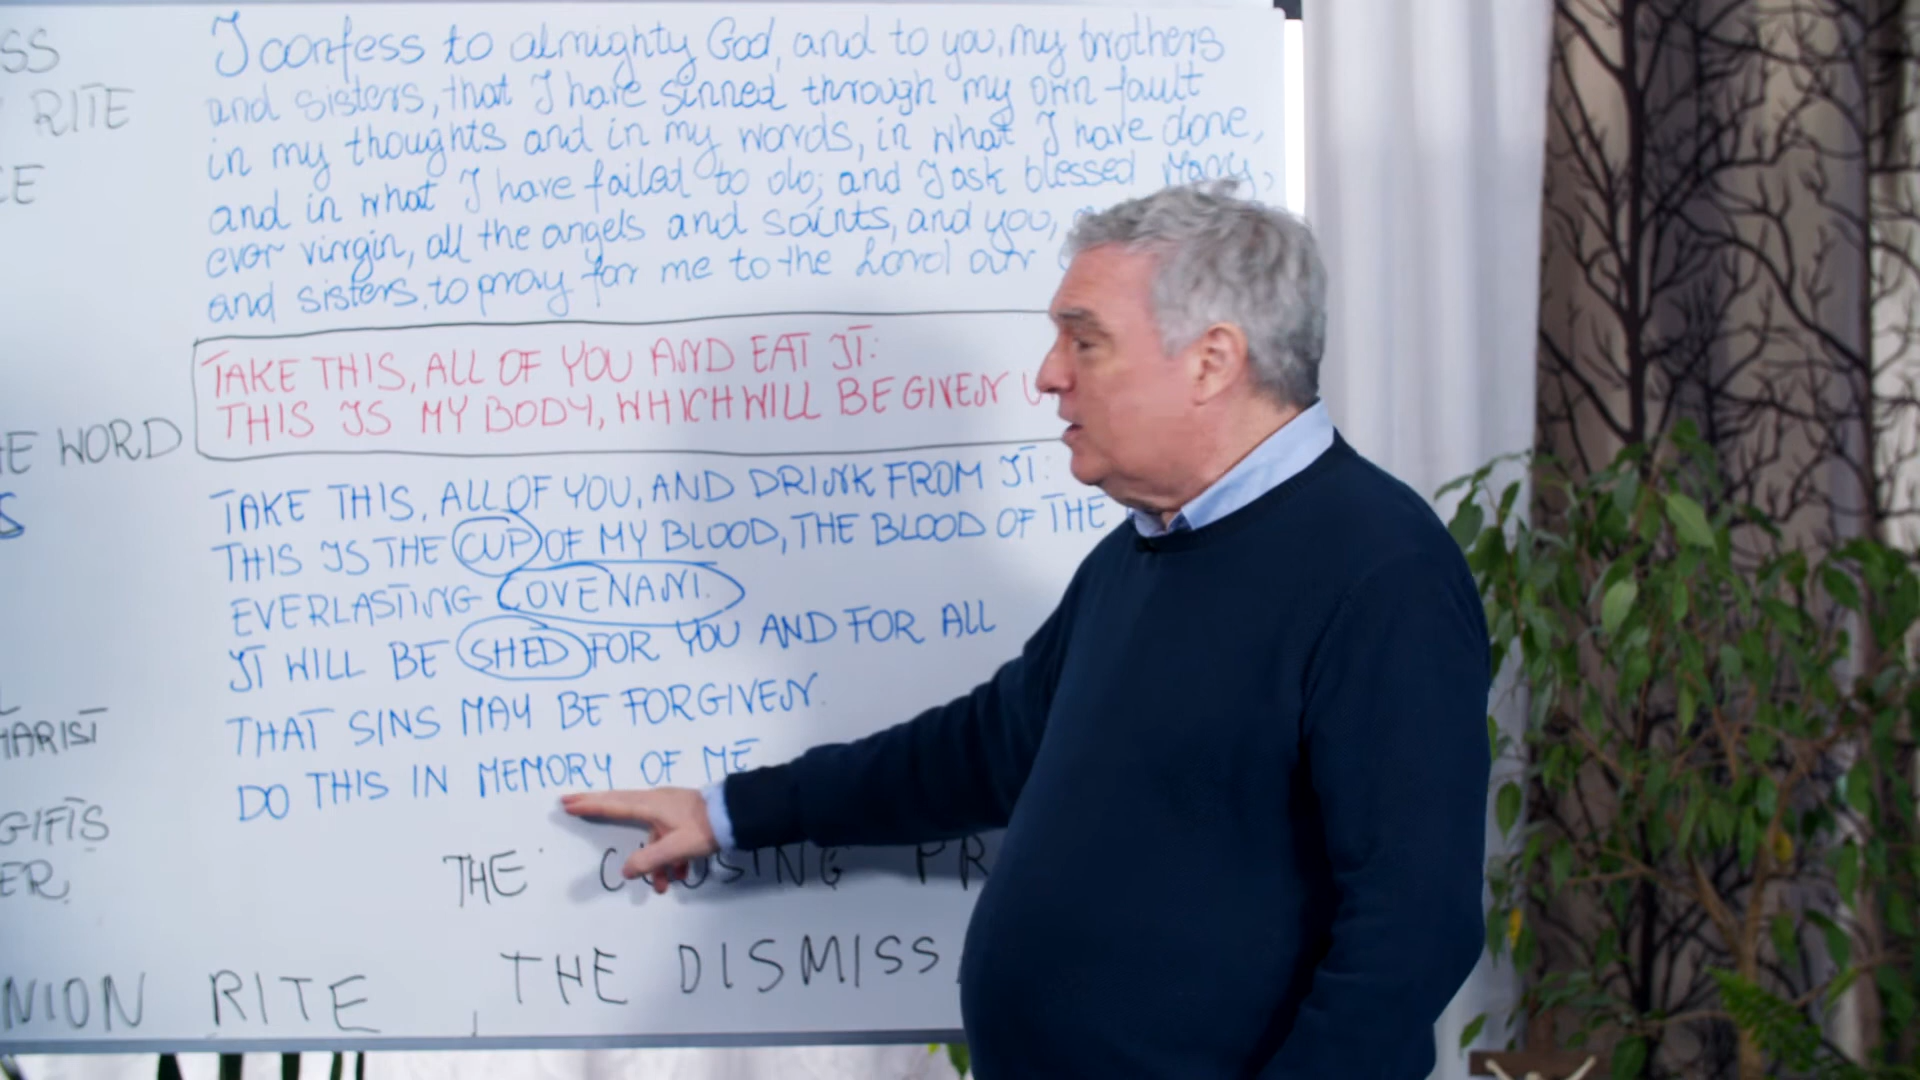 SS
RITE
CE
E WORD
S
L
HARIST
GIFTS
ER,
I confess to almighty God, and to you, my brothers
and sisters, that I have sinned through my own fault
in my thoughts and in my words, in what I have done,
and in what I have failed to do; and I ask blessed Mary,
ever virgin, all the angels and saints, and you,
and sisters, to pray for me to the Lord our
TAKE THIS, ALL OF YOU AND EAT IT:
THIS IS MY BODY, WHICH WILL BE GIVEN U
TAKE THIS, ALL OF YOU, AND DRINK FROM IT:
THIS IS THE CUP OF MY BLOOD, THE BLOOD OF THE
EVERLASTING COVENANT.
IT WILL BE SHED FOR YOU AND FOR ALL
THAT SINS MAY BE FORGIVEN.
DO THIS IN MEMORY OF ME
THE CLOSING PR
NION RITE, THE DISMISS